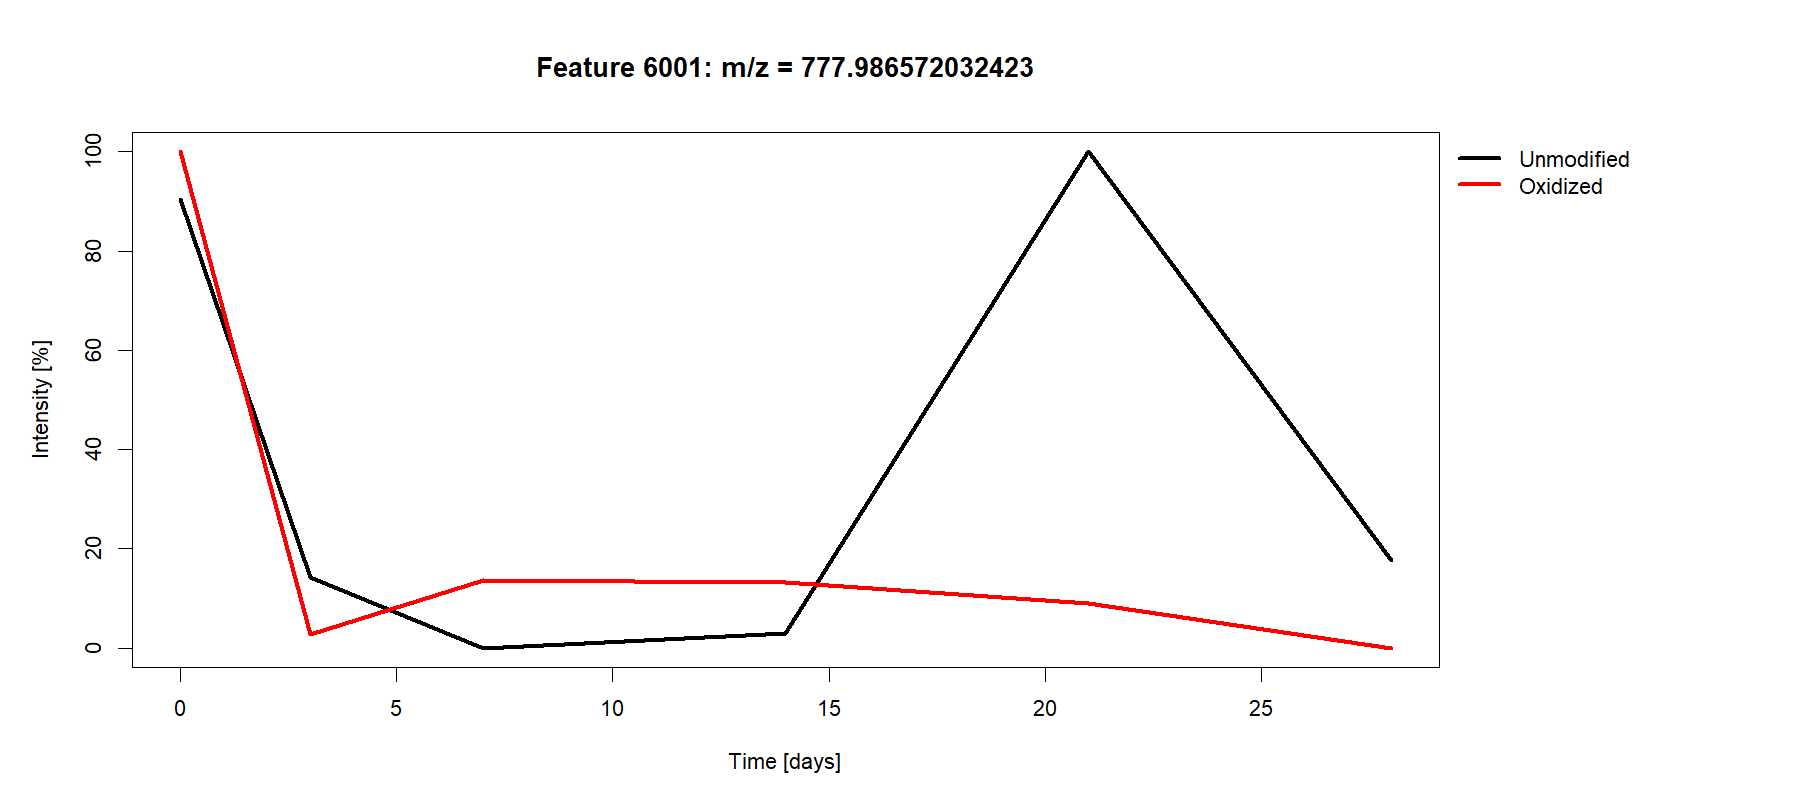 Feature 6001: m/z = 777.986572032423
Unmodified
Oxidized
Intensity [%]
100
80
60
40
20
0
0 5 10 15 20 25
Time [days]